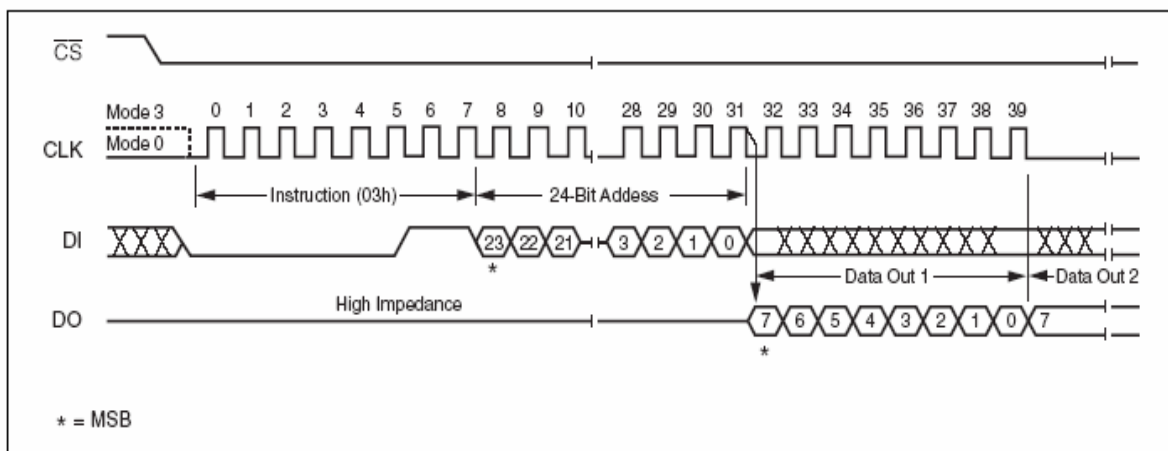 CS
Mode 3
0 1 2 3 4 5 6 7 8 9 10 28 29 30 31 32 33 34 35 36 37 38 39
CLK
Mode 0
Instruction (03h)
24-Bit Addess
DI
23 22 21 3 2 1 0
*
Data Out 1
Data Out 2
High Impedance
DO
7 6 5 4 3 2 1 0 7
*
* = MSB